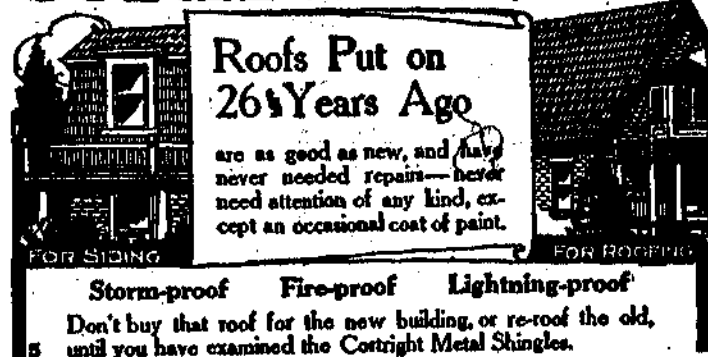 Roofs Put on
26 Years Ago
are as good as new, and have
never needed repairs—never
need attention of any kind, ex-
cept an occasional coat of paint.
FOR SIDING
FOR ROOFING
Storm-proof Fire-proof Lightning-proof
Don't buy that roof for the new building, or re-roof the old,
until you have examined the Cortright Metal Shingles.